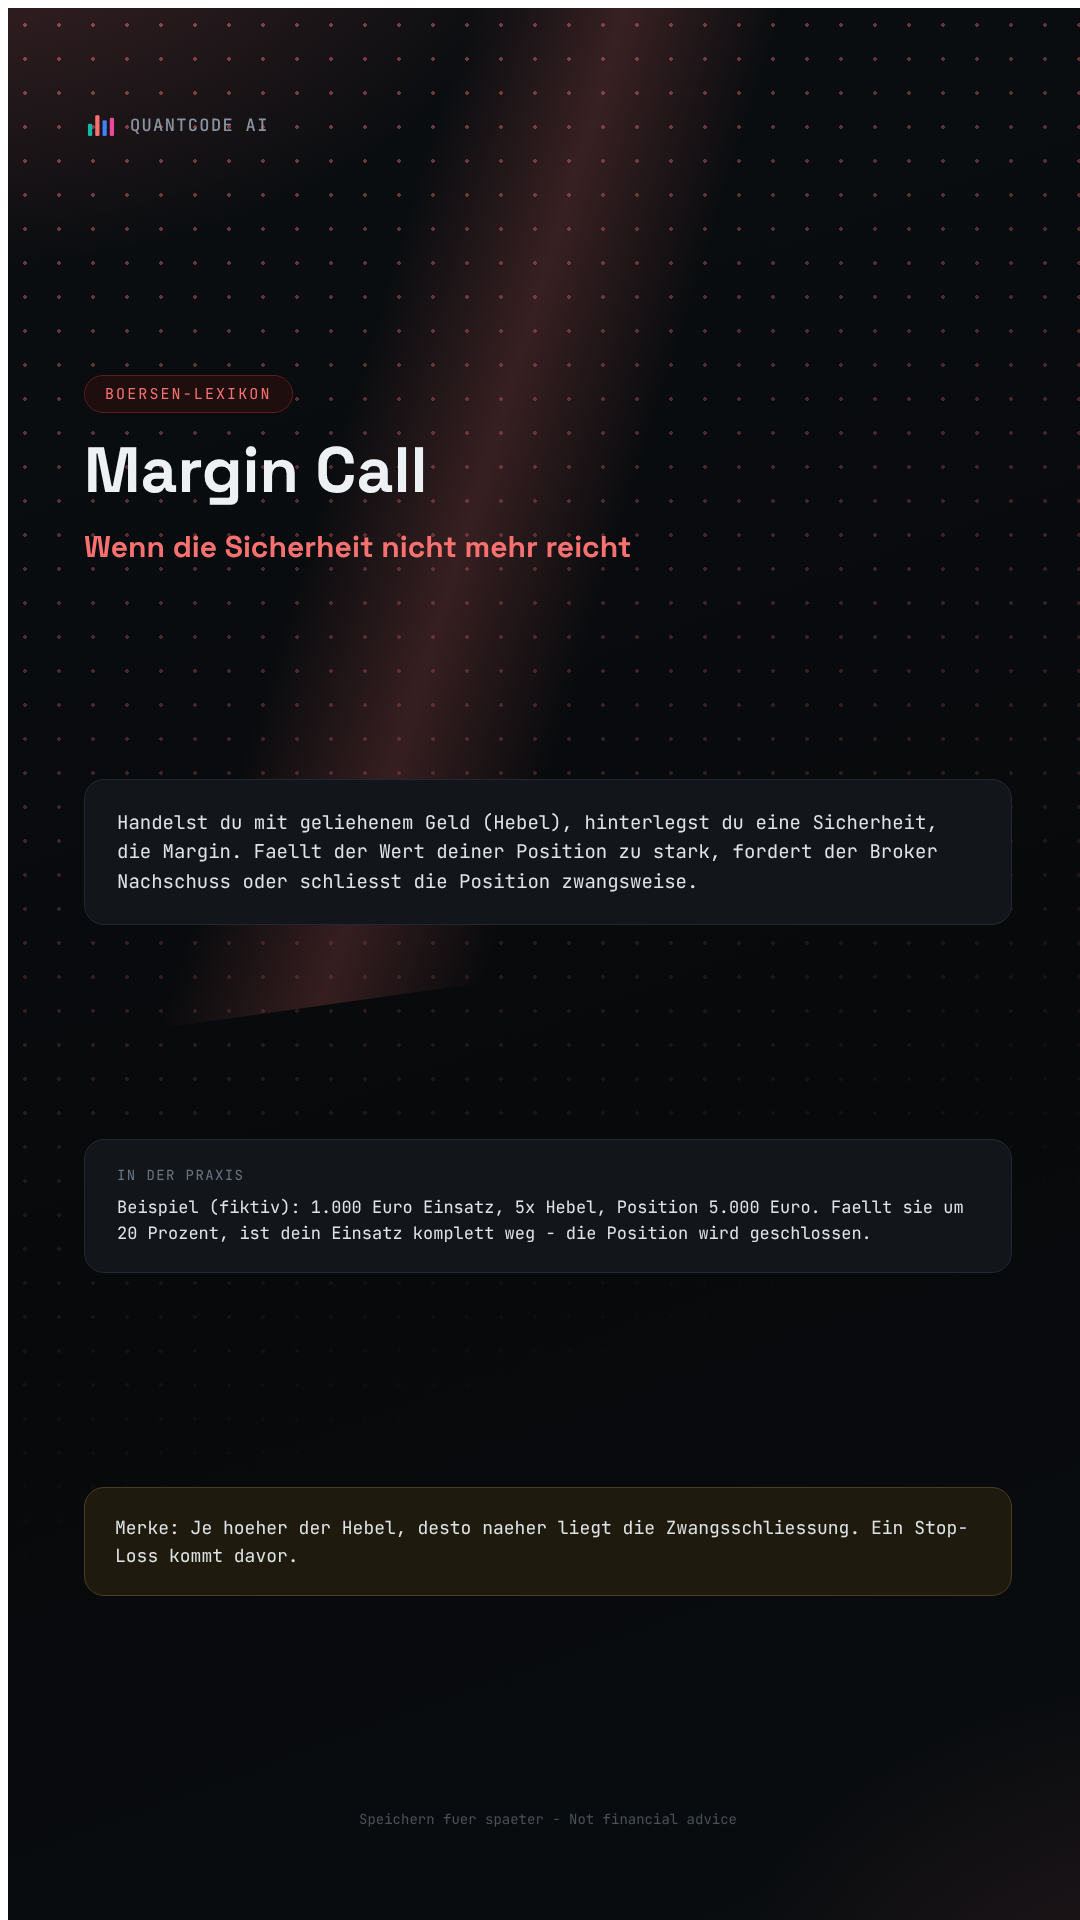 QUANTCODE AI
BOERSEN-LEXIKON
Margin Call
Wenn die Sicherheit nicht mehr reicht
Handelst du mit geliehenem Geld (Hebel), hinterlegst du eine Sicherheit,
die Margin. Faellt der Wert deiner Position zu stark, fordert der Broker
Nachschuss oder schliesst die Position zwangsweise.
IN DER PRAXIS
Beispiel (fiktiv): 1.000 Euro Einsatz, 5x Hebel, Position 5.000 Euro. Faellt sie um
20 Prozent, ist dein Einsatz komplett weg - die Position wird geschlossen.
Merke: Je hoeher der Hebel, desto naeher liegt die Zwangsschliessung. Ein Stop-
Loss kommt davor.
Speichern fuer spaeter - Not financial advice